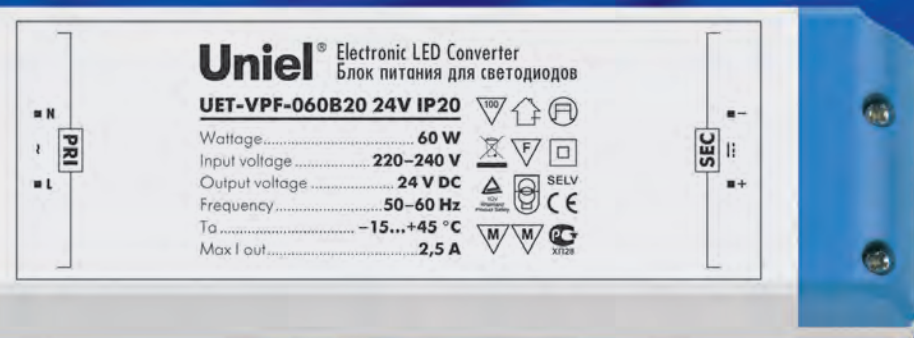 Uniel® Electronic LED Converter
Блок питания для светодиодов
UET-VPF-060B20 24V IP20
Wattage 60 W
Input voltage 220–240 V
Output voltage 24 V DC
Frequency 50–60 Hz
Ta –15...+45 °C
Max I out 2,5 A
N
~
L
PRI
100
F
SELV
CE
M
M
РС
ХЛ28
SEC
–
+